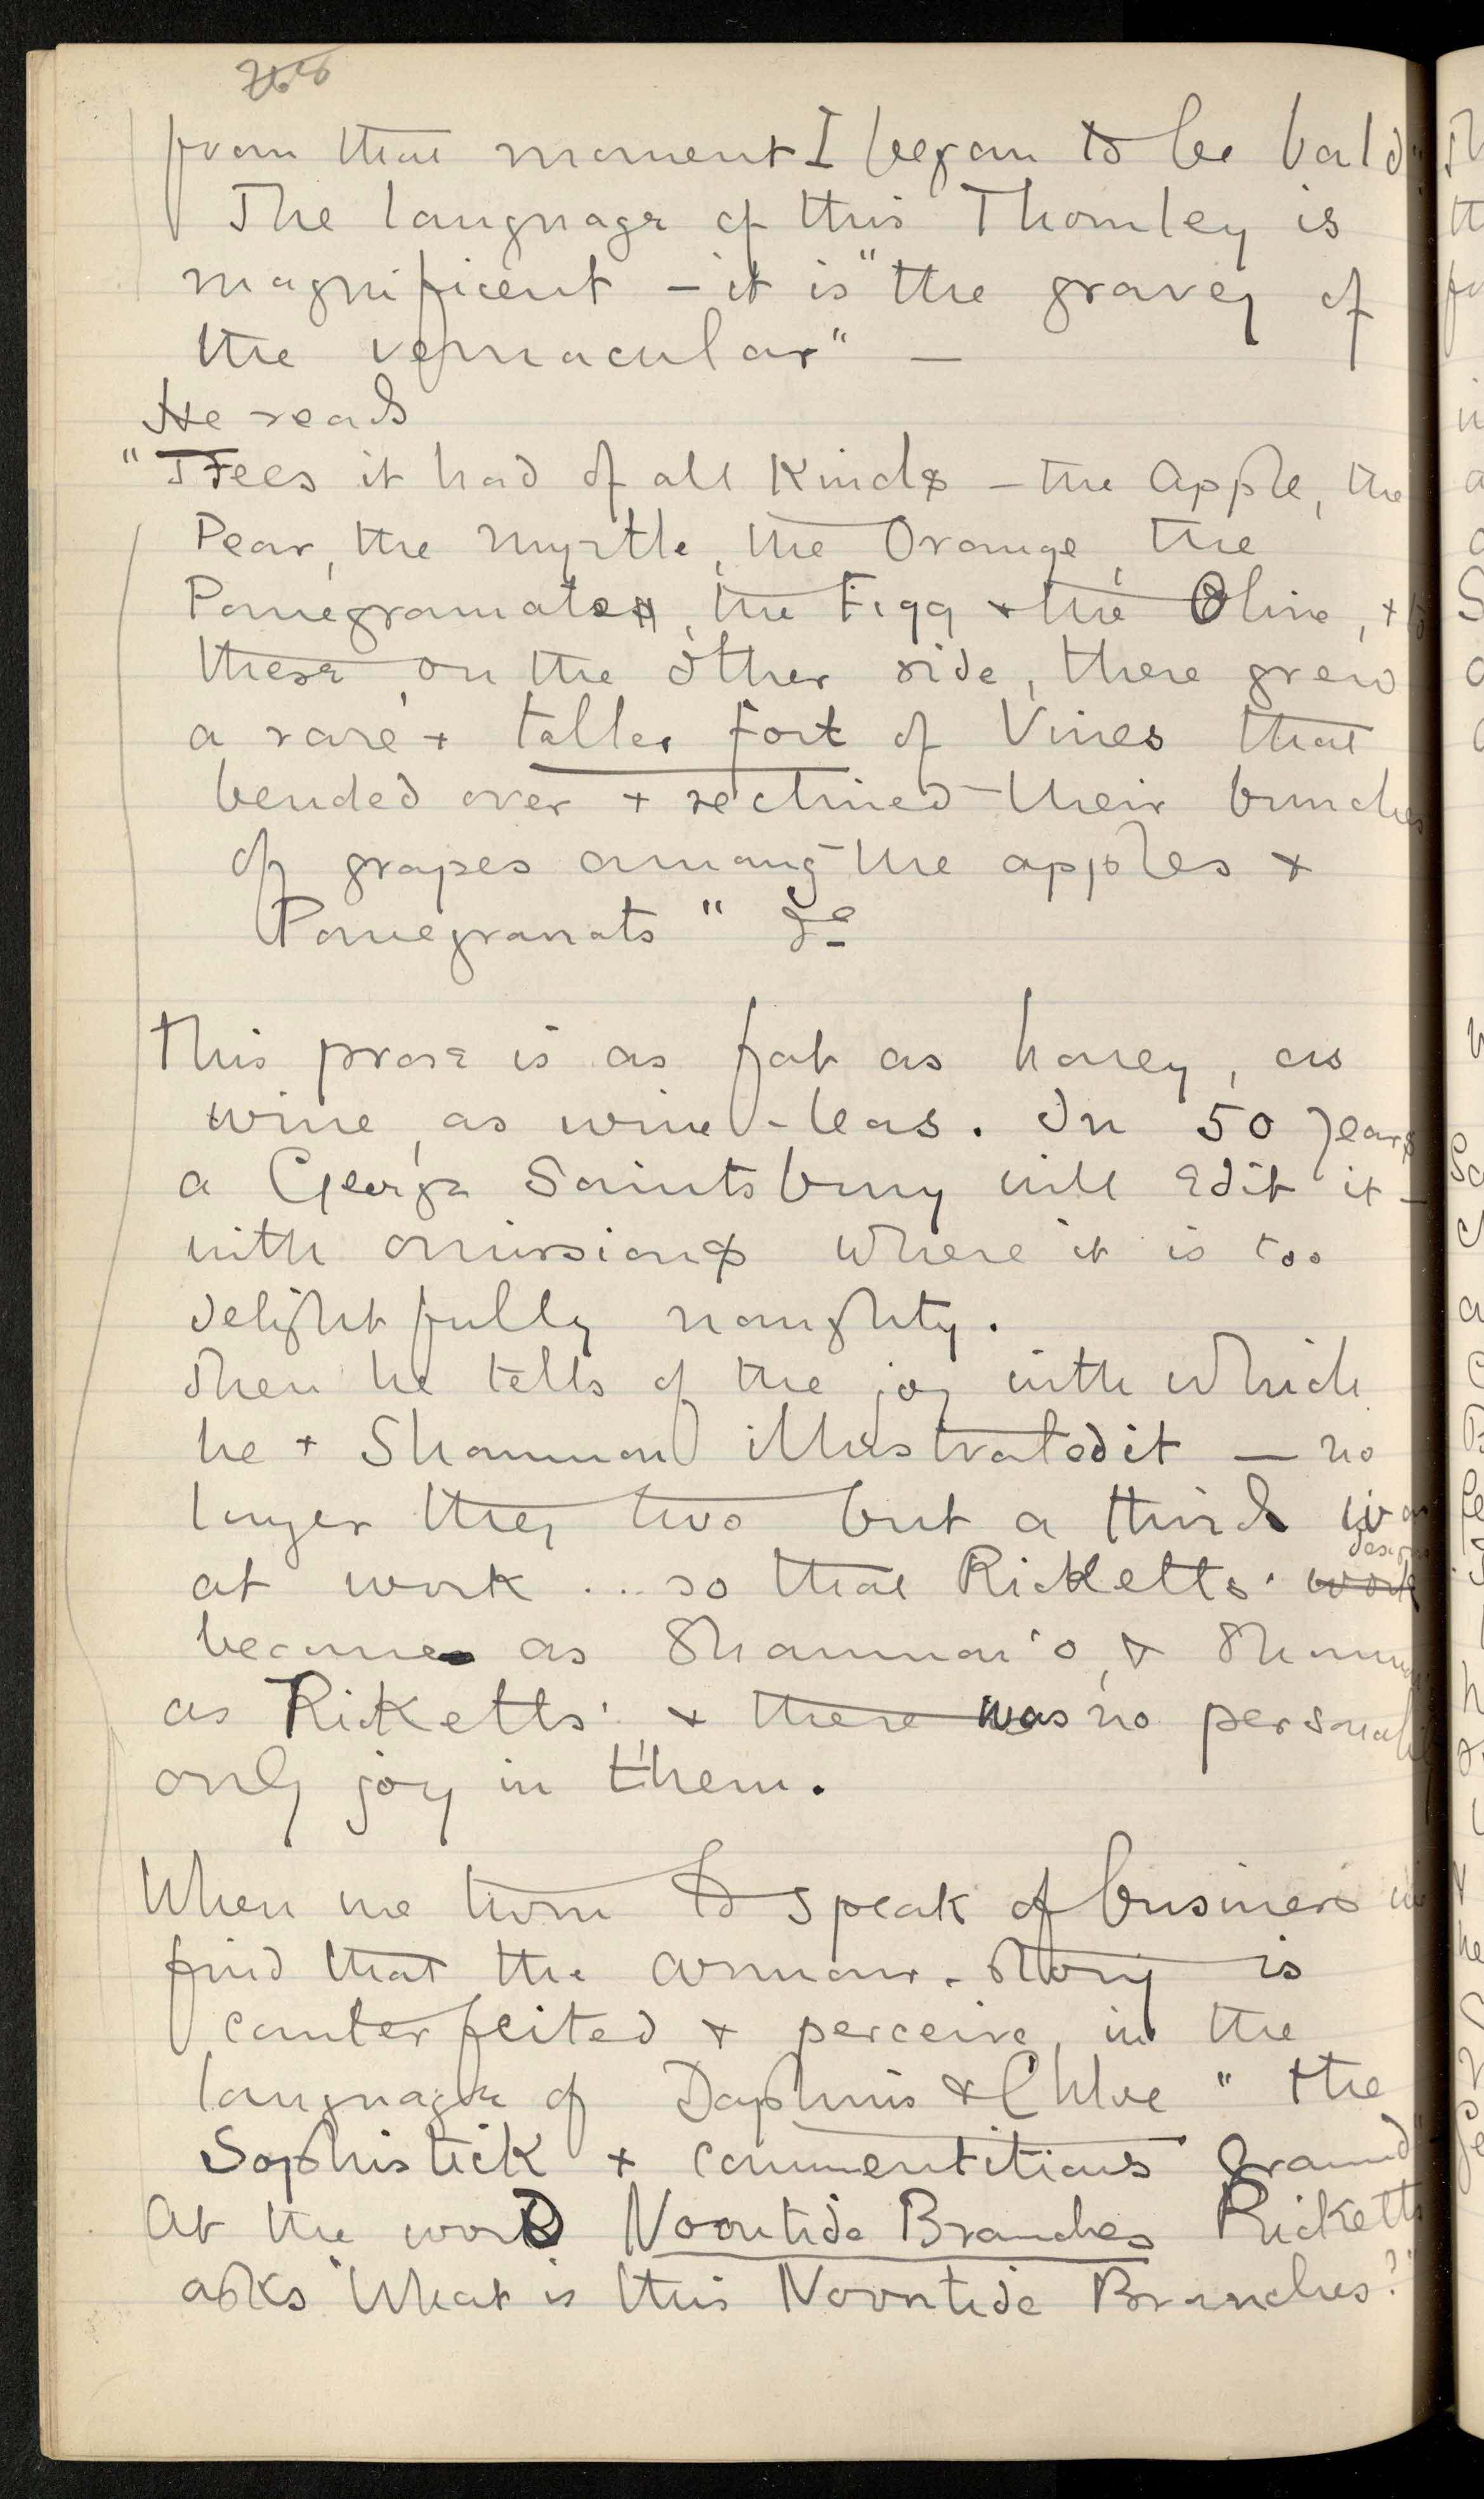 from that moment I began to be bald"
The language of this Thornley is
magnificent – it is "the gravey of
the vernacular" –
He reads
"Trees it had of all Kinds – the Apple, the
Pear, the Myrtle, the Orange, the
Pomegranate, the Figg + the Olive, + to
these on the other side, there grew
a rare + taller fort of Vines that
bended over + reclined their bunches
of grapes among the apples +
Pomegranats" &c
This prose is as fat as honey, as
wine, as wine-leas. In 50 years
a George Saintsbury will edit it –
with omissions where it is too
delightfully naughty.
Then he tells of the joy with which
he + Shannon illustrated it — no
longer they two but a third was
at work ... so that Ricketts' work
became as Shannon's, & Shannon
as Ricketts' + there was no personality
only joy in them.
When we turn to speak of business we
find that the armour-story is
counterfeited + perceive, in the
language of Daphnis & Chloe "the
Sophistick + commentitious ground"
At the word Noontide Branches Ricketts
asks "What is this Noontide Branches?"